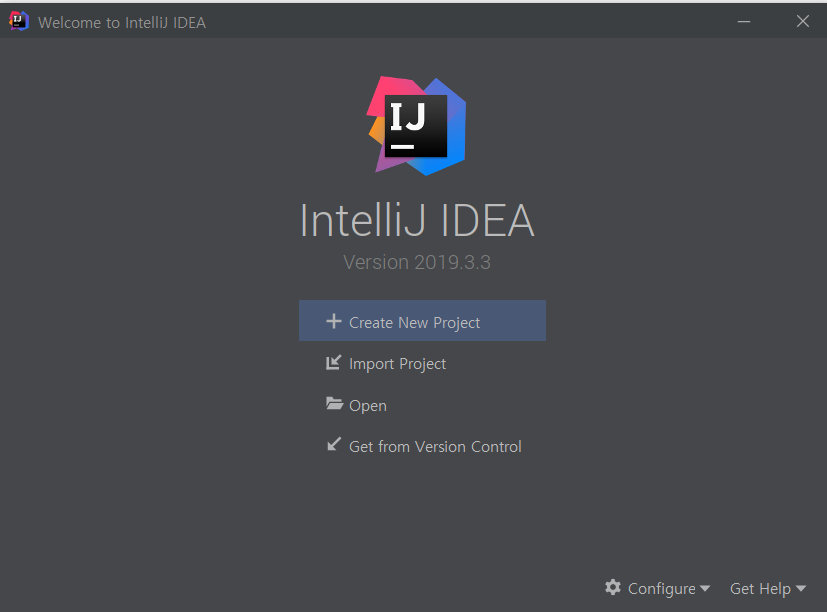 Welcome to IntelliJ IDEA
IJ
IntelliJ IDEA
Version 2019.3.3
Create New Project
Import Project
Open
Get from Version Control
Configure
Get Help